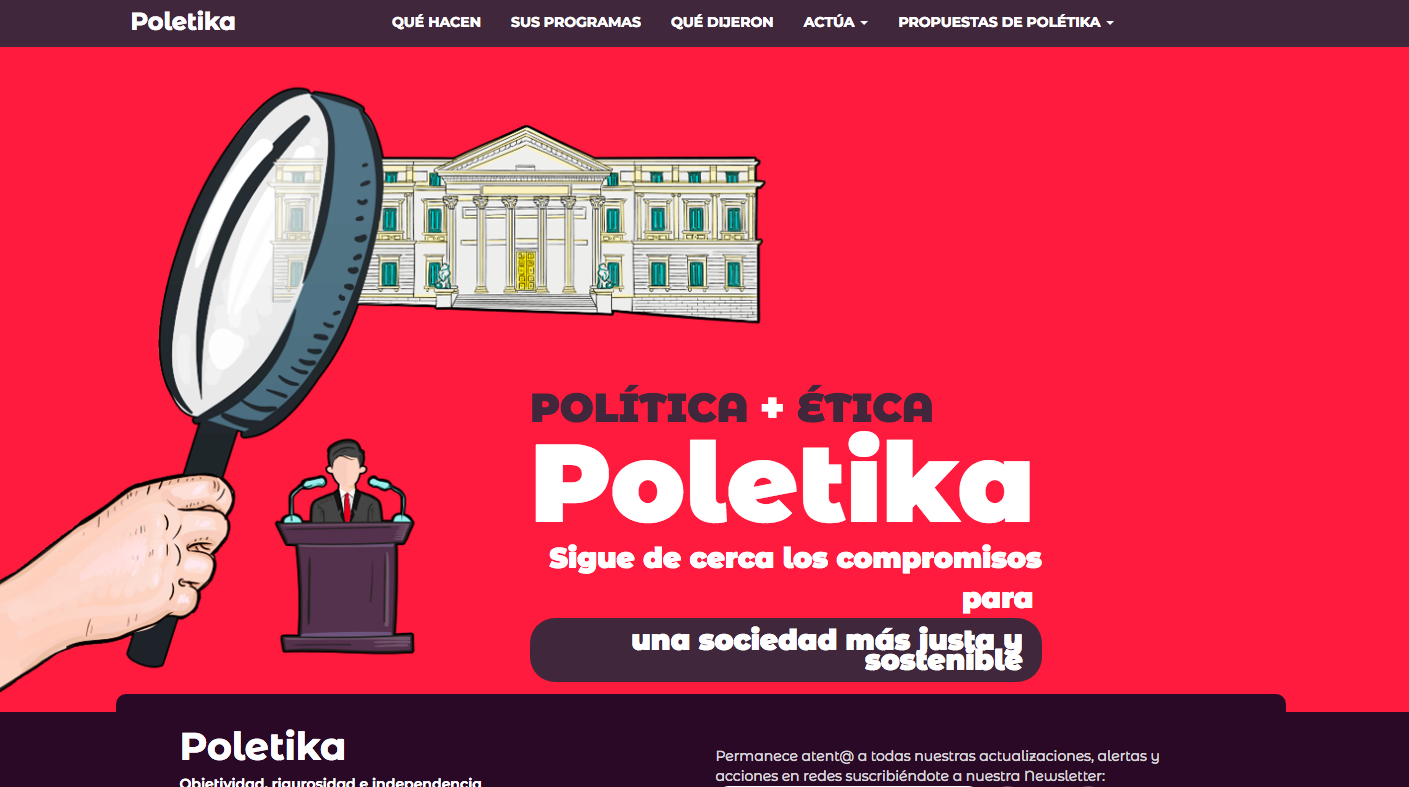 Poletika
QUÉ HACEN
SUS PROGRAMAS
QUÉ DIJERON
ACTÚA
PROPUESTAS DE POLÉTIKA
POLÍTICA + ÉTICA
Poletika
Sigue de cerca los compromisos
para
una sociedad más justa y
sostenible
Poletika
Objetividad, rigurosidad e independencia
Permanece atent@ a todas nuestras actualizaciones, alertas y
acciones en redes suscribiéndote a nuestra Newsletter: